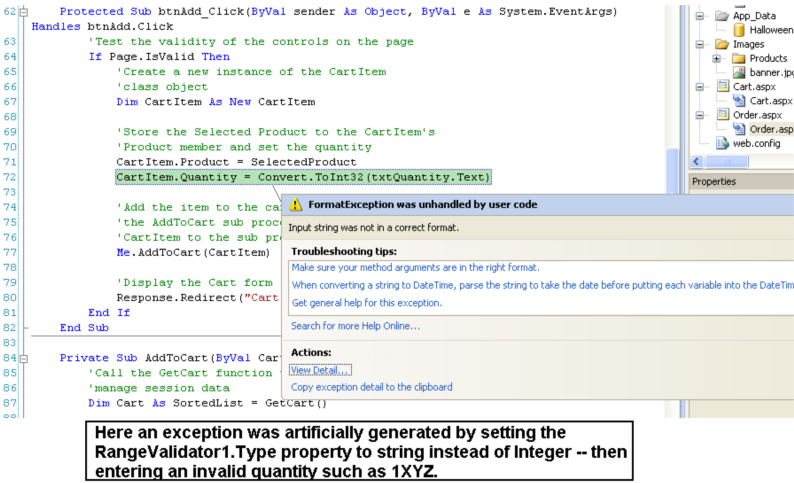 62 Protected Sub btnAdd_Click(ByVal sender As Object, ByVal e As System.EventArgs)
Handles btnAdd.Click
63 'Test the validity of the controls on the page
64 If Page.IsValid Then
65 'Create a new instance of the CartItem
66 'class object
67 Dim CartItem As New CartItem
68
69 'Store the Selected Product to the CartItem's
70 'Product member and set the quantity
71 CartItem.Product = SelectedProduct
72 CartItem.Quantity = Convert.ToInt32(txtQuantity.Text)
73
74 'Add the item to the ca
75 'the AddToCart sub proc
76 'CartItem to the sub pr
77 Me.AddToCart(CartItem)
78
79 'Display the Cart form
80 Response.Redirect("Cart
81 End If
82 End Sub
83
84 Private Sub AddToCart(ByVal Car
85 'Call the GetCart function
86 'manage session data
87 Dim Cart As SortedList = GetCart()
App_Data
Halloween
Images
Products
banner.jp
Cart.aspx
Cart.aspx
Order.aspx
Order.asp
web.config
Properties
FormatException was unhandled by user code
Input string was not in a correct format.
Troubleshooting tips:
Make sure your method arguments are in the right format.
When converting a string to DateTime, parse the string to take the date before putting each variable into the DateTim
Get general help for this exception.
Search for more Help Online...
Actions:
View Detail...
Copy exception detail to the clipboard
Here an exception was artificially generated by setting the
RangeValidator1.Type property to string instead of Integer -- then
entering an invalid quantity such as 1XYZ.